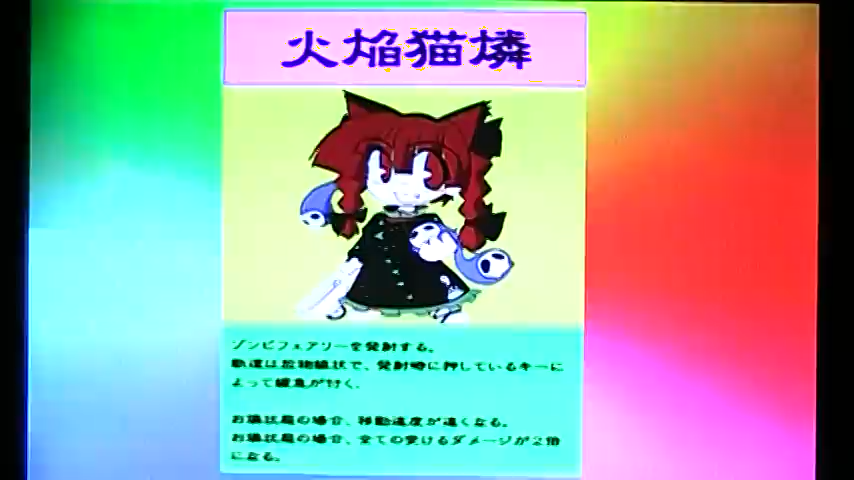 火焔猫燐
ゾンビフェアリーを発射する。
軌道は放物線状で、発射時に押しているキーに
よって緩急が付く。
お燐状態の場合、移動速度が速くなる。
お燐状態の場合、全ての受けるダメージが2倍
になる。